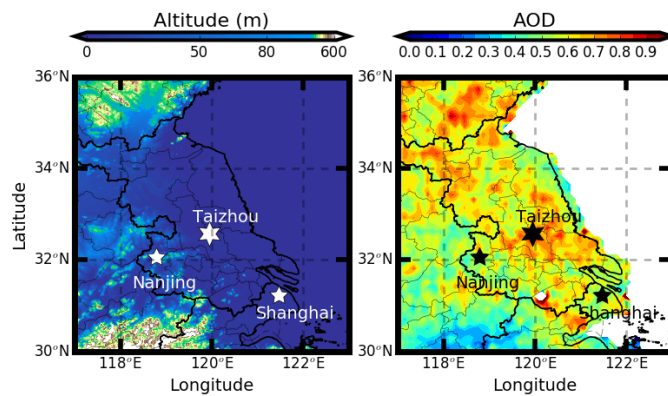 Altitude (m)
0 50 80 600
36°N
34°N
32°N
30°N
Latitude
Taizhou
Nanjing
Shanghai
118°E 120°E 122°E
Longitude
AOD
0.0 0.1 0.2 0.3 0.4 0.5 0.6 0.7 0.8 0.9
36°N
34°N
32°N
30°N
Taizhou
Nanjing
Shanghai
118°E 120°E 122°E
Longitude